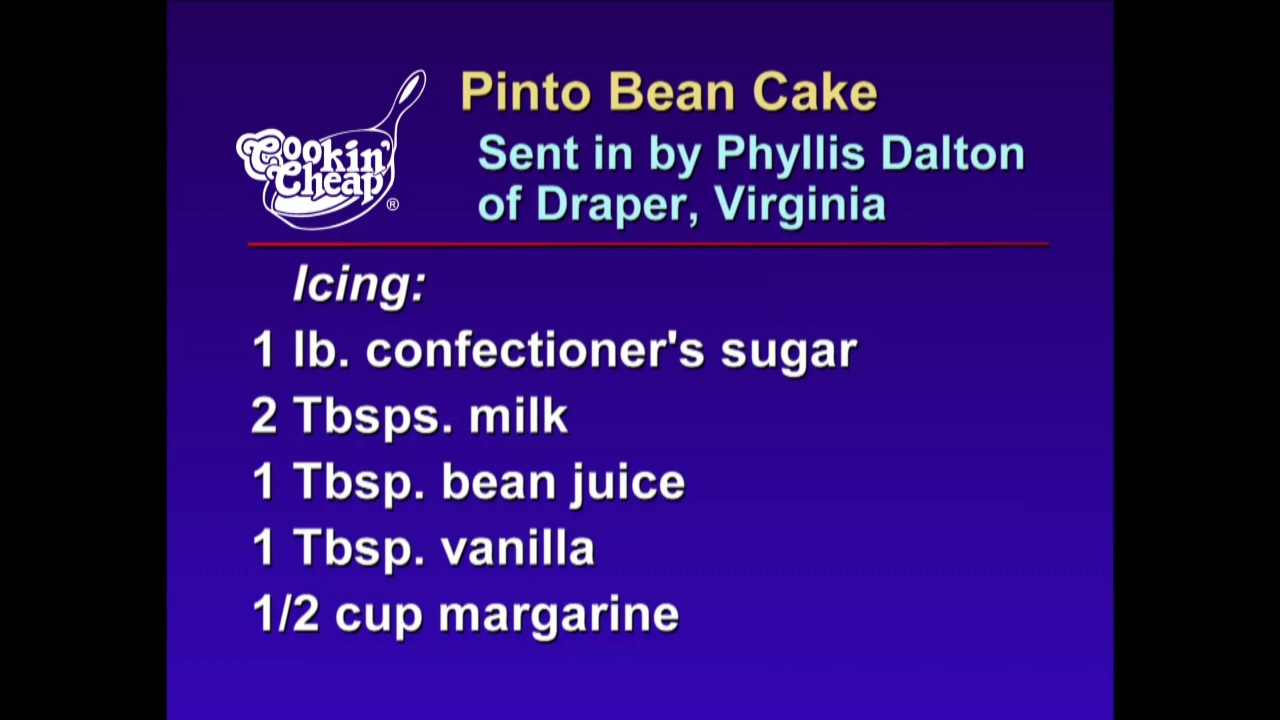 Cookin'
Cheap
®
Pinto Bean Cake
Sent in by Phyllis Dalton
of Draper, Virginia
Icing:
1 lb. confectioner's sugar
2 Tbsps. milk
1 Tbsp. bean juice
1 Tbsp. vanilla
1/2 cup margarine